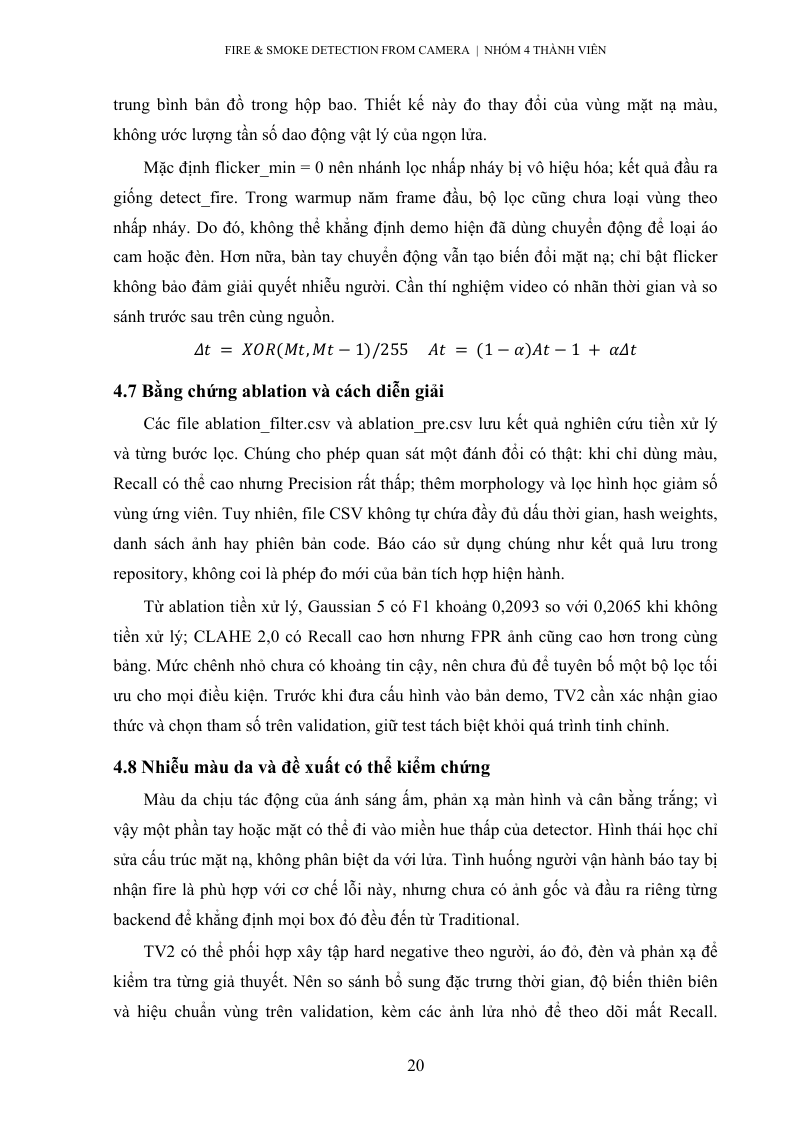 FIRE & SMOKE DETECTION FROM CAMERA | NHÓM 4 THÀNH VIÊN
trung bình bản đồ trong hộp bao. Thiết kế này đo thay đổi của vùng mặt nạ màu,
không ước lượng tần số dao động vật lý của ngọn lửa.
Mặc định flicker_min = 0 nên nhánh lọc nhấp nháy bị vô hiệu hóa; kết quả đầu ra
giống detect_fire. Trong warmup năm frame đầu, bộ lọc cũng chưa loại vùng theo
nhấp nháy. Do đó, không thể khẳng định demo hiện đã dùng chuyển động để loại áo
cam hoặc đèn. Hơn nữa, bàn tay chuyển động vẫn tạo biến đổi mặt nạ; chỉ bật flicker
không bảo đảm giải quyết nhiễu người. Cần thí nghiệm video có nhãn thời gian và so
sánh trước sau trên cùng nguồn.
Δt = XOR(Mt, Mt − 1)/255 At = (1 − α)At − 1 + αΔt
4.7 Bằng chứng ablation và cách diễn giải
Các file ablation_filter.csv và ablation_pre.csv lưu kết quả nghiên cứu tiền xử lý
và từng bước lọc. Chúng cho phép quan sát một đánh đổi có thật: khi chỉ dùng màu,
Recall có thể cao nhưng Precision rất thấp; thêm morphology và lọc hình học giảm số
vùng ứng viên. Tuy nhiên, file CSV không tự chứa đầy đủ dấu thời gian, hash weights,
danh sách ảnh hay phiên bản code. Báo cáo sử dụng chúng như kết quả lưu trong
repository, không coi là phép đo mới của bản tích hợp hiện hành.
Từ ablation tiền xử lý, Gaussian 5 có F1 khoảng 0,2093 so với 0,2065 khi không
tiền xử lý; CLAHE 2,0 có Recall cao hơn nhưng FPR ảnh cũng cao hơn trong cùng
bảng. Mức chênh nhỏ chưa có khoảng tin cậy, nên chưa đủ để tuyên bố một bộ lọc tối
ưu cho mọi điều kiện. Trước khi đưa cấu hình vào bản demo, TV2 cần xác nhận giao
thức và chọn tham số trên validation, giữ test tách biệt khỏi quá trình tinh chỉnh.
4.8 Nhiễu màu da và đề xuất có thể kiểm chứng
Màu da chịu tác động của ánh sáng ấm, phản xạ màn hình và cân bằng trắng; vì
vậy một phần tay hoặc mặt có thể đi vào miền hue thấp của detector. Hình thái học chỉ
sửa cấu trúc mặt nạ, không phân biệt da với lửa. Tình huống người vận hành báo tay bị
nhận fire là phù hợp với cơ chế lỗi này, nhưng chưa có ảnh gốc và đầu ra riêng từng
backend để khẳng định mọi box đó đều đến từ Traditional.
TV2 có thể phối hợp xây tập hard negative theo người, áo đỏ, đèn và phản xạ để
kiểm tra từng giả thuyết. Nên so sánh bổ sung đặc trưng thời gian, độ biến thiên biên
và hiệu chuẩn vùng trên validation, kèm các ảnh lửa nhỏ để theo dõi mất Recall.
20